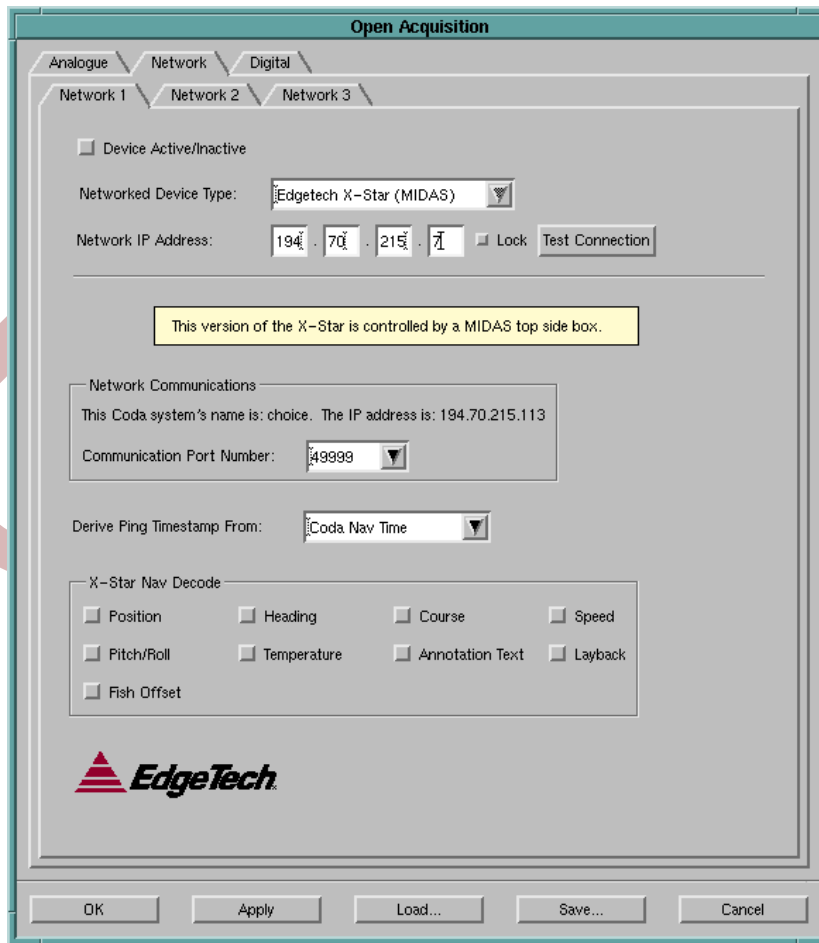 Open Acquisition
Analogue Network Digital
Network 1 Network 2 Network 3
Device Active/Inactive
Networked Device Type: Edgetech X-Star (MIDAS)
Network IP Address: 194 . 70 . 215 . 7 Lock Test Connection
This version of the X-Star is controlled by a MIDAS top side box.
Network Communications
This Coda system's name is: choice. The IP address is: 194.70.215.113
Communication Port Number: 49999
Derive Ping Timestamp From: Coda Nav Time
X-Star Nav Decode
Position Heading Course Speed
Pitch/Roll Temperature Annotation Text Layback
Fish Offset
EdgeTech
OK Apply Load... Save... Cancel